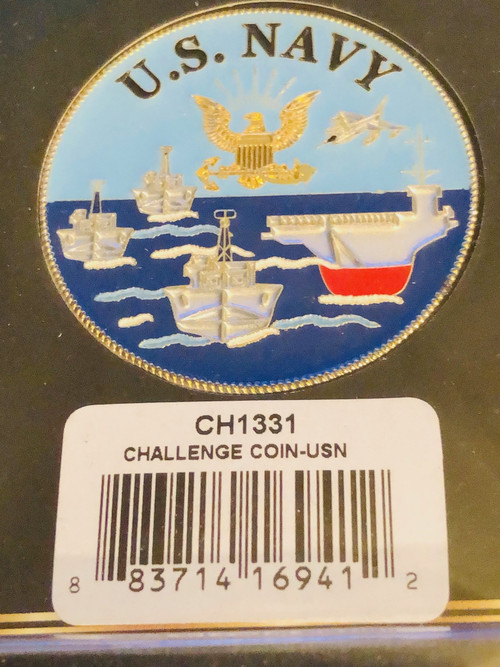 U.S. NAVY
CH1331
CHALLENGE COIN-USN
8 83714 16941 2